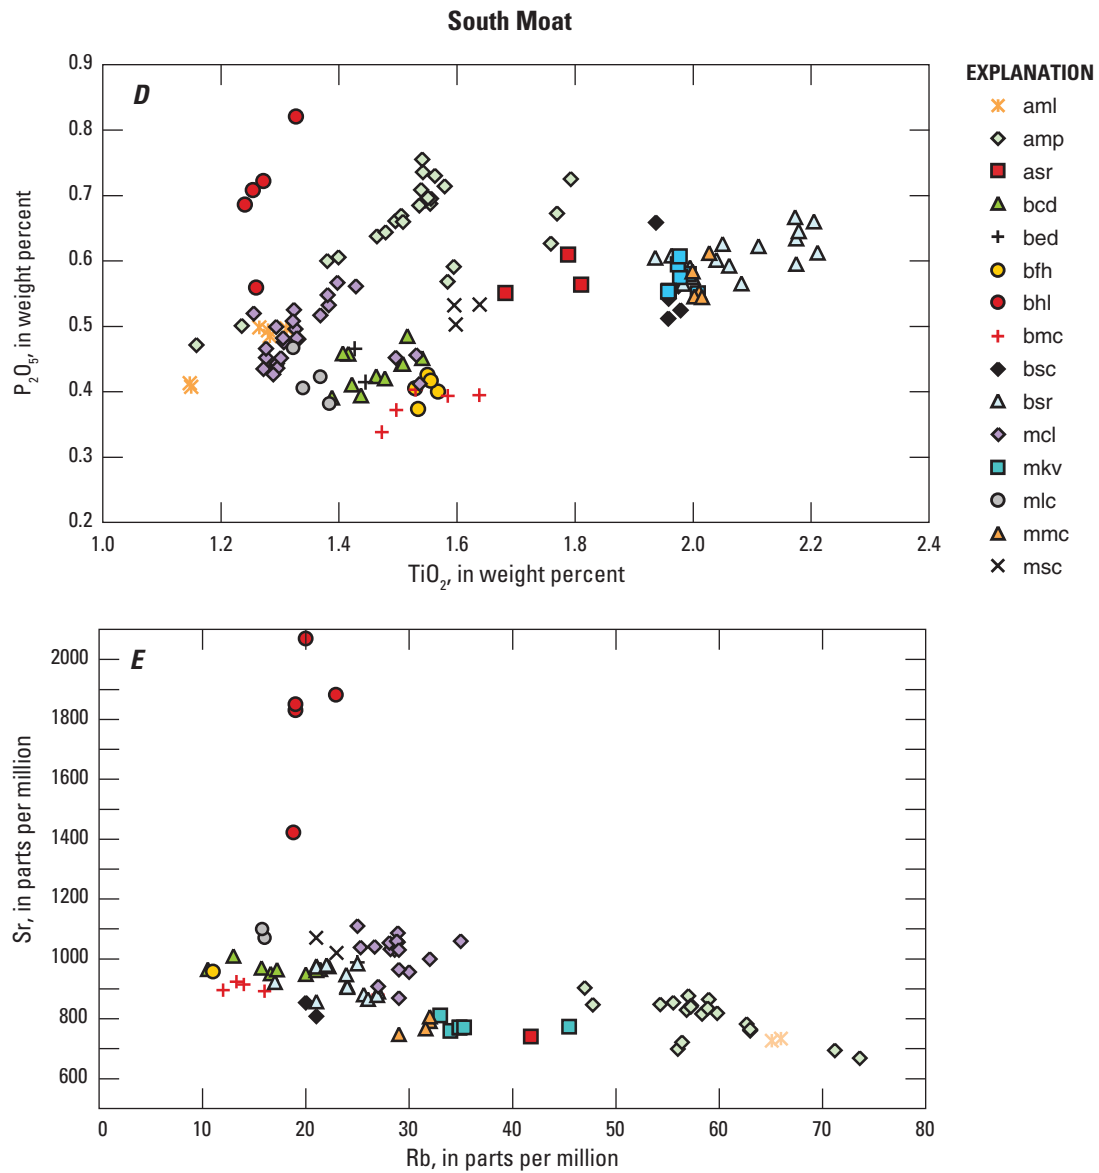 South Moat
D
0.9
0.8
0.7
0.6
0.5
0.4
0.3
0.2
P2O5, in weight percent
1.0 1.2 1.4 1.6 1.8 2.0 2.2 2.4
TiO2, in weight percent
EXPLANATION
aml
amp
asr
bcd
bed
bfh
bhl
bmc
bsc
bsr
mcl
mkv
mlc
mmc
msc
E
2000
1800
1600
1400
1200
1000
800
600
Sr, in parts per million
0 10 20 30 40 50 60 70 80
Rb, in parts per million